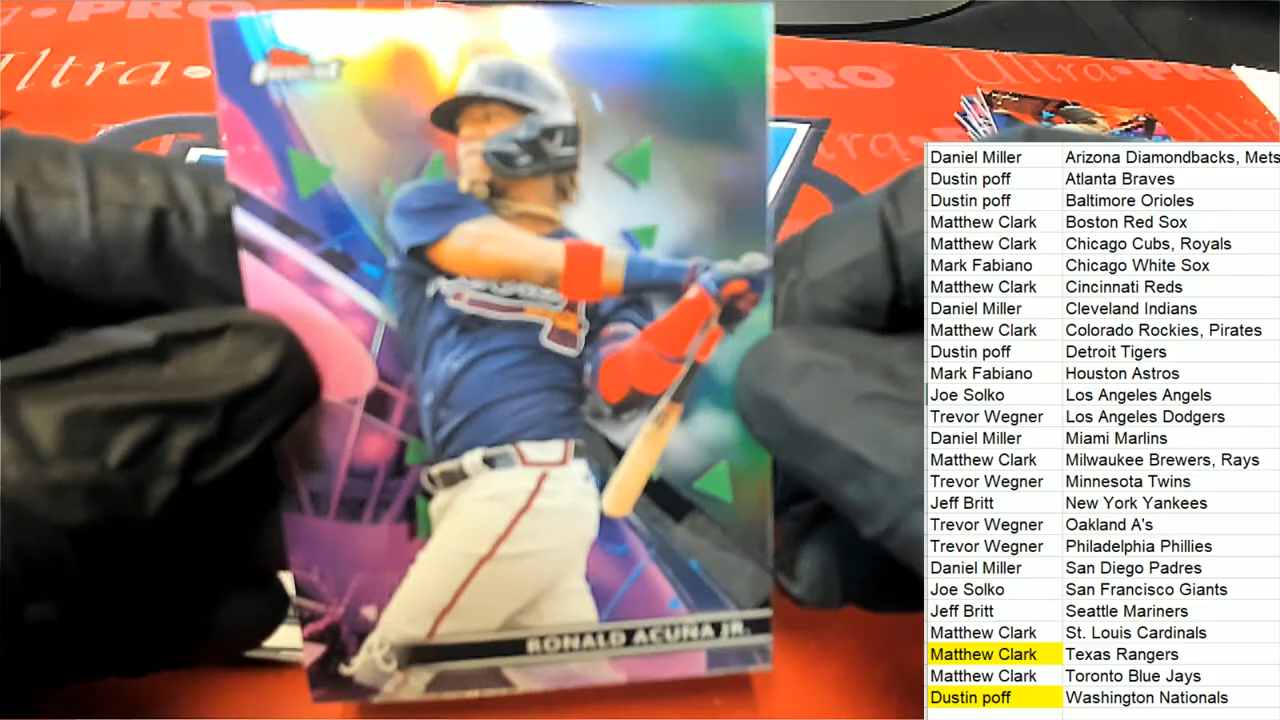 Ultra PRO
Ultra PRO
Finest
RONALD ACUÑA JR.
Daniel Miller Arizona Diamondbacks, Mets
Dustin poff Atlanta Braves
Dustin poff Baltimore Orioles
Matthew Clark Boston Red Sox
Matthew Clark Chicago Cubs, Royals
Mark Fabiano Chicago White Sox
Matthew Clark Cincinnati Reds
Daniel Miller Cleveland Indians
Matthew Clark Colorado Rockies, Pirates
Dustin poff Detroit Tigers
Mark Fabiano Houston Astros
Joe Solko Los Angeles Angels
Trevor Wegner Los Angeles Dodgers
Daniel Miller Miami Marlins
Matthew Clark Milwaukee Brewers, Rays
Trevor Wegner Minnesota Twins
Jeff Britt New York Yankees
Trevor Wegner Oakland A's
Trevor Wegner Philadelphia Phillies
Daniel Miller San Diego Padres
Joe Solko San Francisco Giants
Jeff Britt Seattle Mariners
Matthew Clark St. Louis Cardinals
Matthew Clark Texas Rangers
Matthew Clark Toronto Blue Jays
Dustin poff Washington Nationals